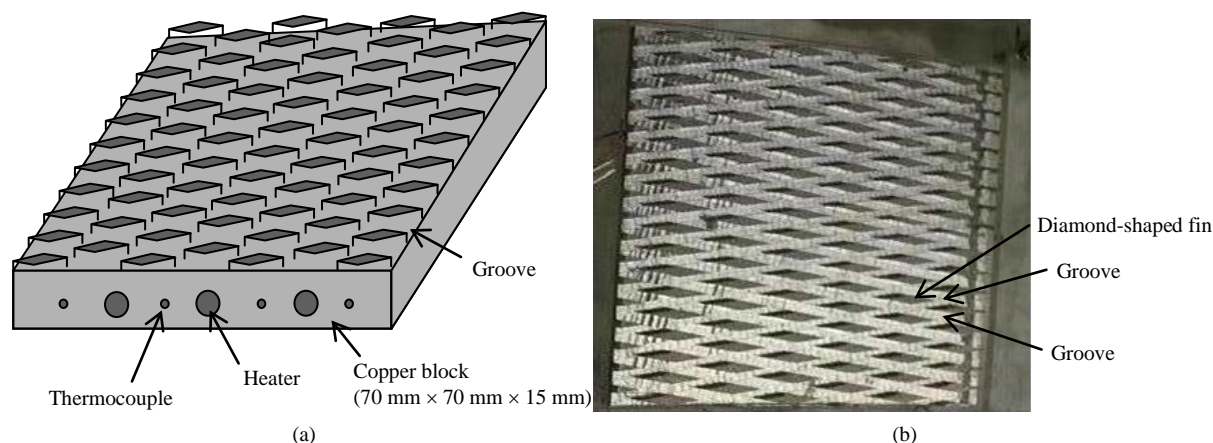 Groove
Thermocouple
Heater
Copper block
(70 mm × 70 mm × 15 mm)
(a)
Diamond-shaped fin
Groove
Groove
(b)